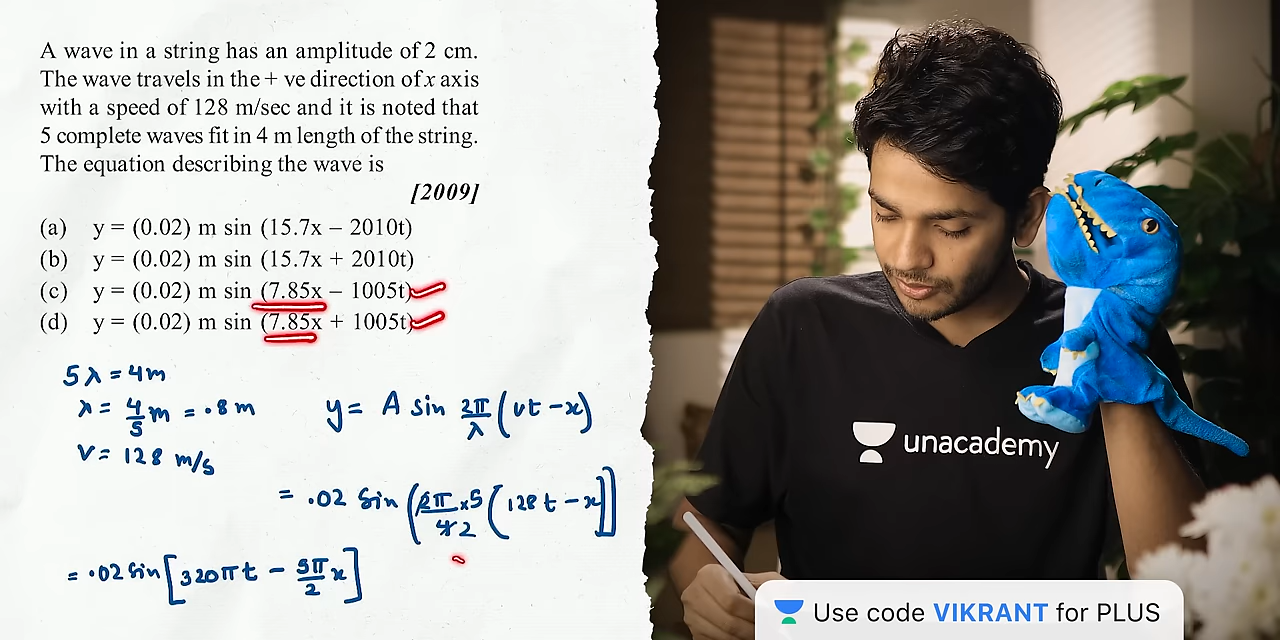 A wave in a string has an amplitude of 2 cm.
The wave travels in the + ve direction of x axis
with a speed of 128 m/sec and it is noted that
5 complete waves fit in 4 m length of the string.
The equation describing the wave is
[2009]
(a) y = (0.02) m sin (15.7x – 2010t)
(b) y = (0.02) m sin (15.7x + 2010t)
(c) y = (0.02) m sin (7.85x – 1005t)
(d) y = (0.02) m sin (7.85x + 1005t)
5λ = 4m
λ = 4/5 m = .8 m
v = 128 m/s
y = A sin 2π/λ (vt - x)
= .02 sin (2π/42 x5 (128t - x)]
= .02 sin [320πt - 5π/2 x]
unacademy
Use code VIKRANT for PLUS